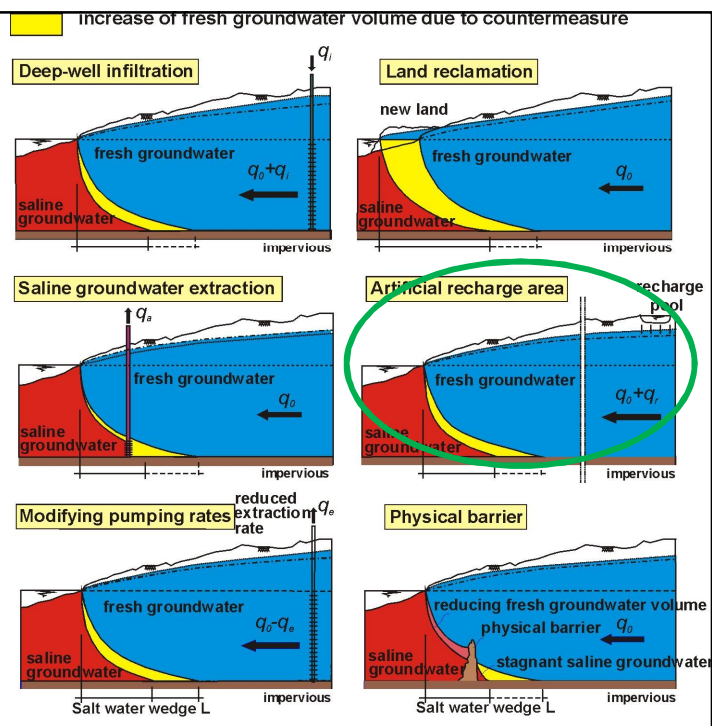 increase of fresh groundwater volume due to countermeasure
Deep-well infiltration
qi
fresh groundwater
q0+qi
saline
groundwater
impervious
Land reclamation
new land
fresh groundwater
q0
saline
groundwater
impervious
Saline groundwater extraction
qa
fresh groundwater
q0
saline
groundwater
impervious
Artificial recharge area
recharge
pool
fresh groundwater
q0+qr
saline
groundwater
impervious
Modifying pumping rates
reduced
extraction
rate
qe
fresh groundwater
q0-qe
saline
groundwater
impervious
Salt water wedge L
Physical barrier
reducing fresh groundwater volume
physical barrier
q0
saline
groundwater
stagnant saline groundwater
impervious
Salt water wedge L